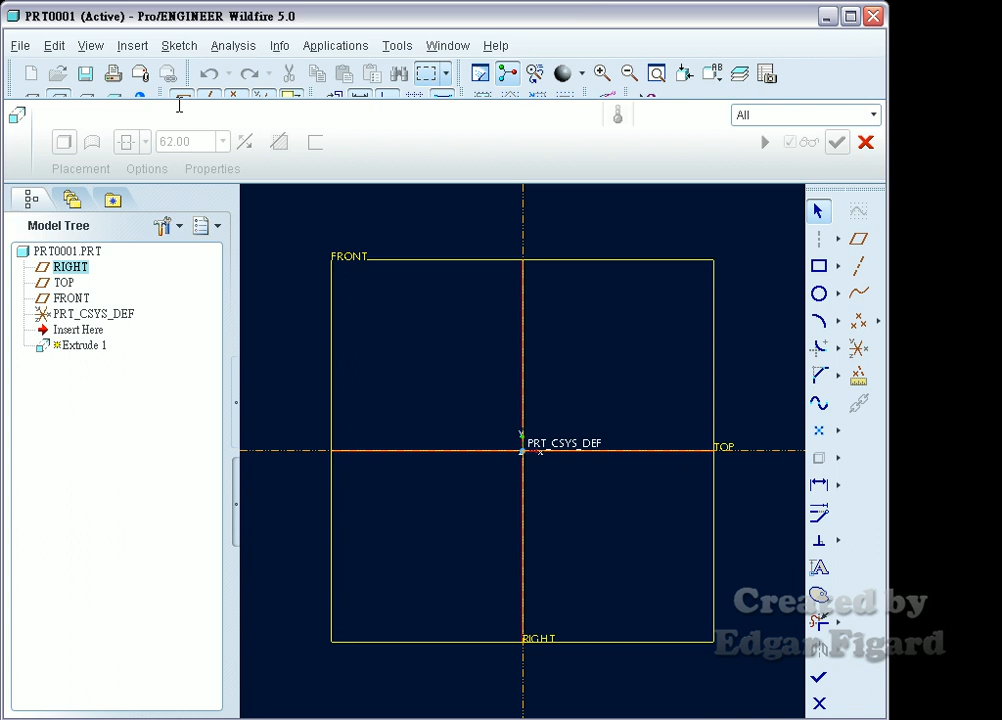 PRT0001 (Active) - Pro/ENGINEER Wildfire 5.0
File Edit View Insert Sketch Analysis Info Applications Tools Window Help
All
62.00
Placement Options Properties
Model Tree
PRT0001.PRT
RIGHT
TOP
FRONT
PRT_CSYS_DEF
Insert Here
Extrude 1
FRONT
Y
PRT_CSYS_DEF
X
Z
TOP
RIGHT
Created by
Edgar Figard